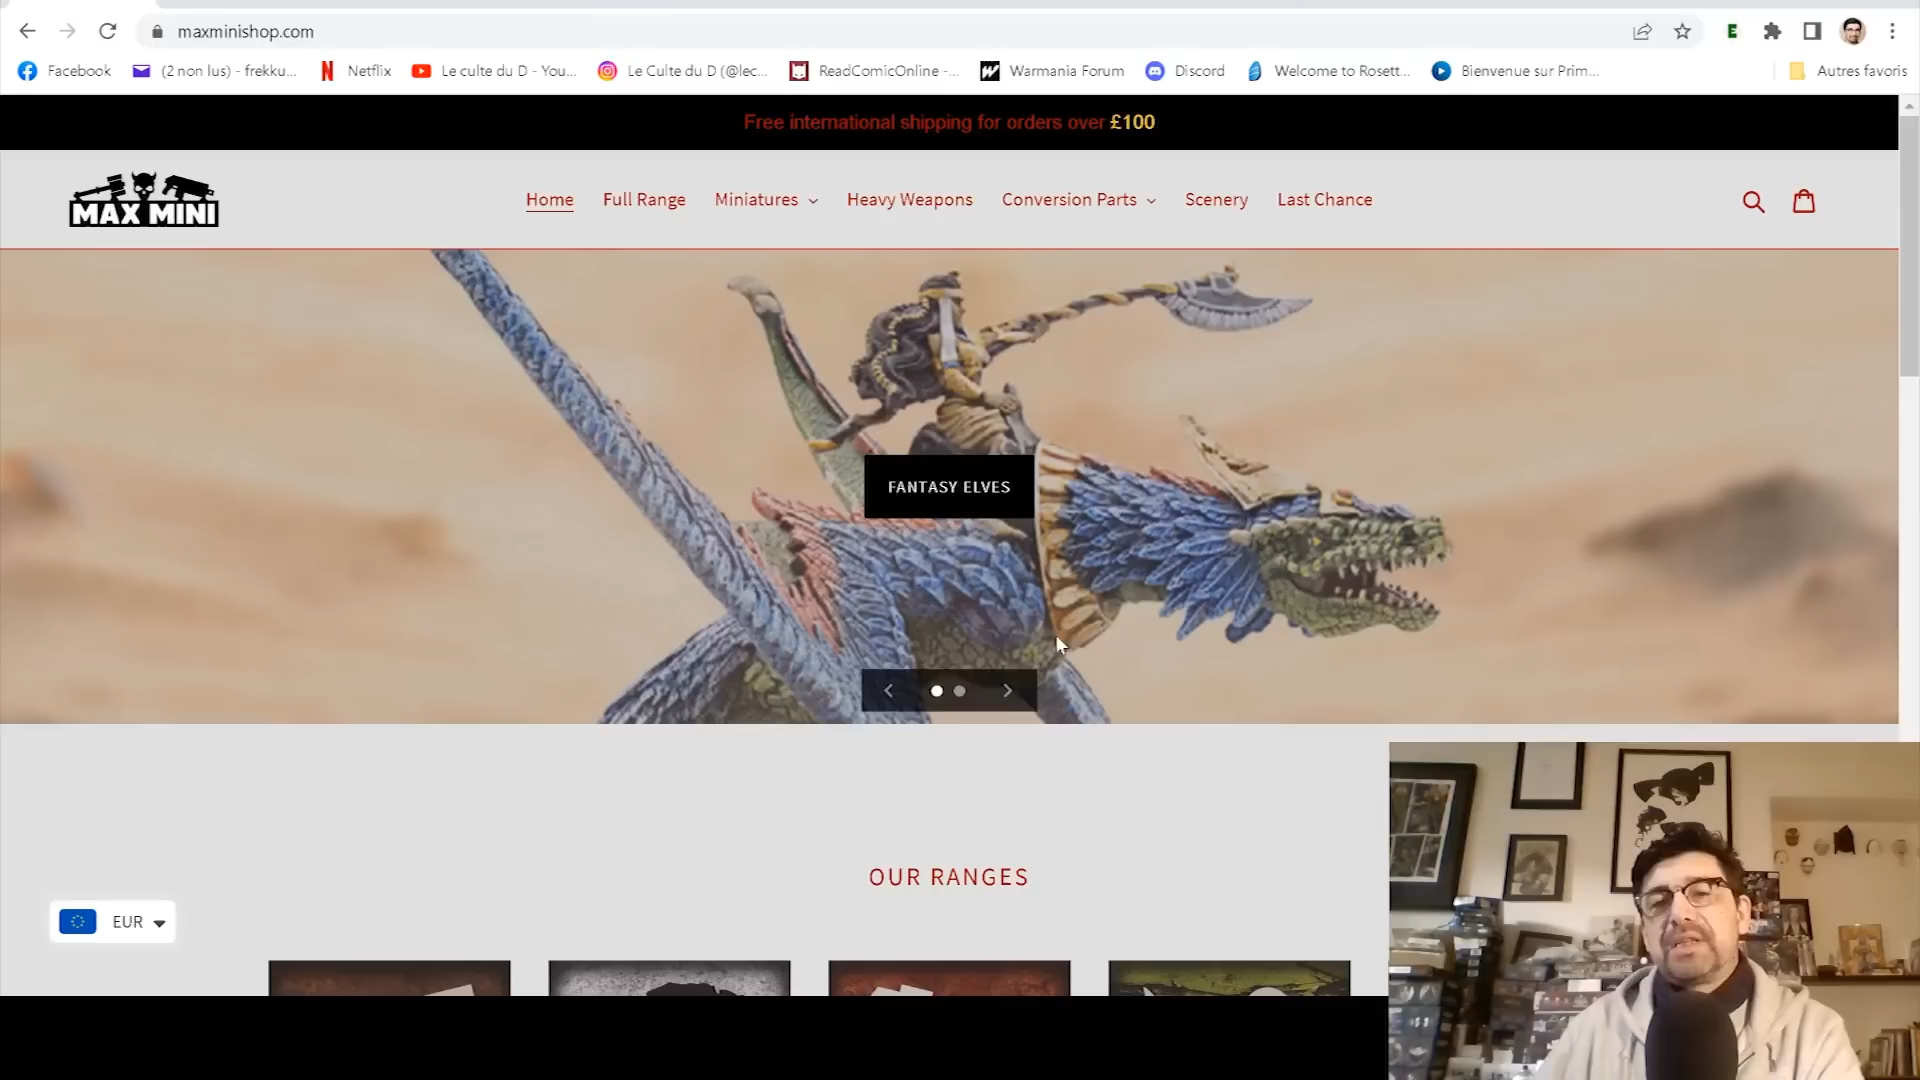 maxminishop.com
Facebook
(2 non lus) - frekku...
Netflix
Le culte du D - You...
Le Culte du D (@lec...
ReadComicOnline -...
Warmania Forum
Discord
Welcome to Rosett...
Bienvenue sur Prim...
Autres favoris
Free international shipping for orders over £100
MAX MINI
Home
Full Range
Miniatures
Heavy Weapons
Conversion Parts
Scenery
Last Chance
FANTASY ELVES
OUR RANGES
EUR